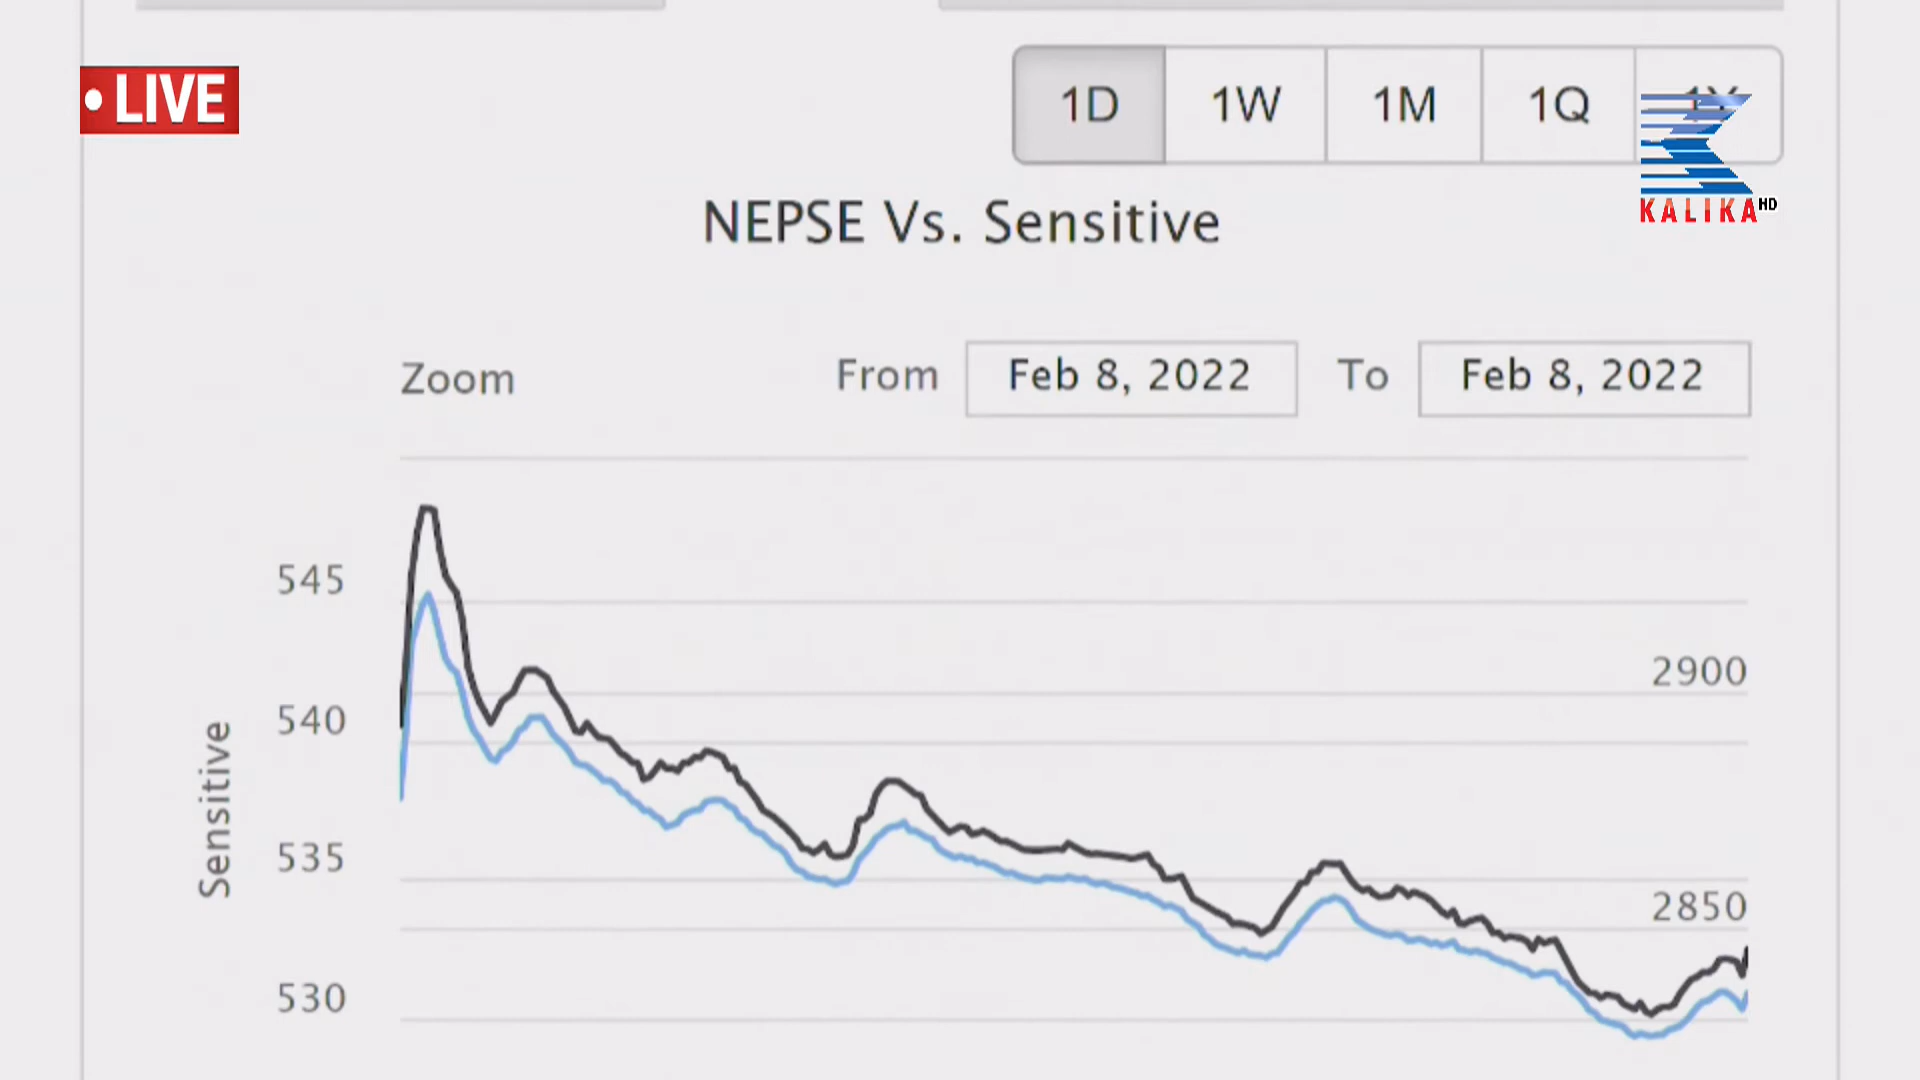 LIVE
1D 1W 1M 1Q 1Y
KALIKA HD
NEPSE Vs. Sensitive
Zoom From Feb 8, 2022 To Feb 8, 2022
545
2900
540
Sensitive
535
2850
530